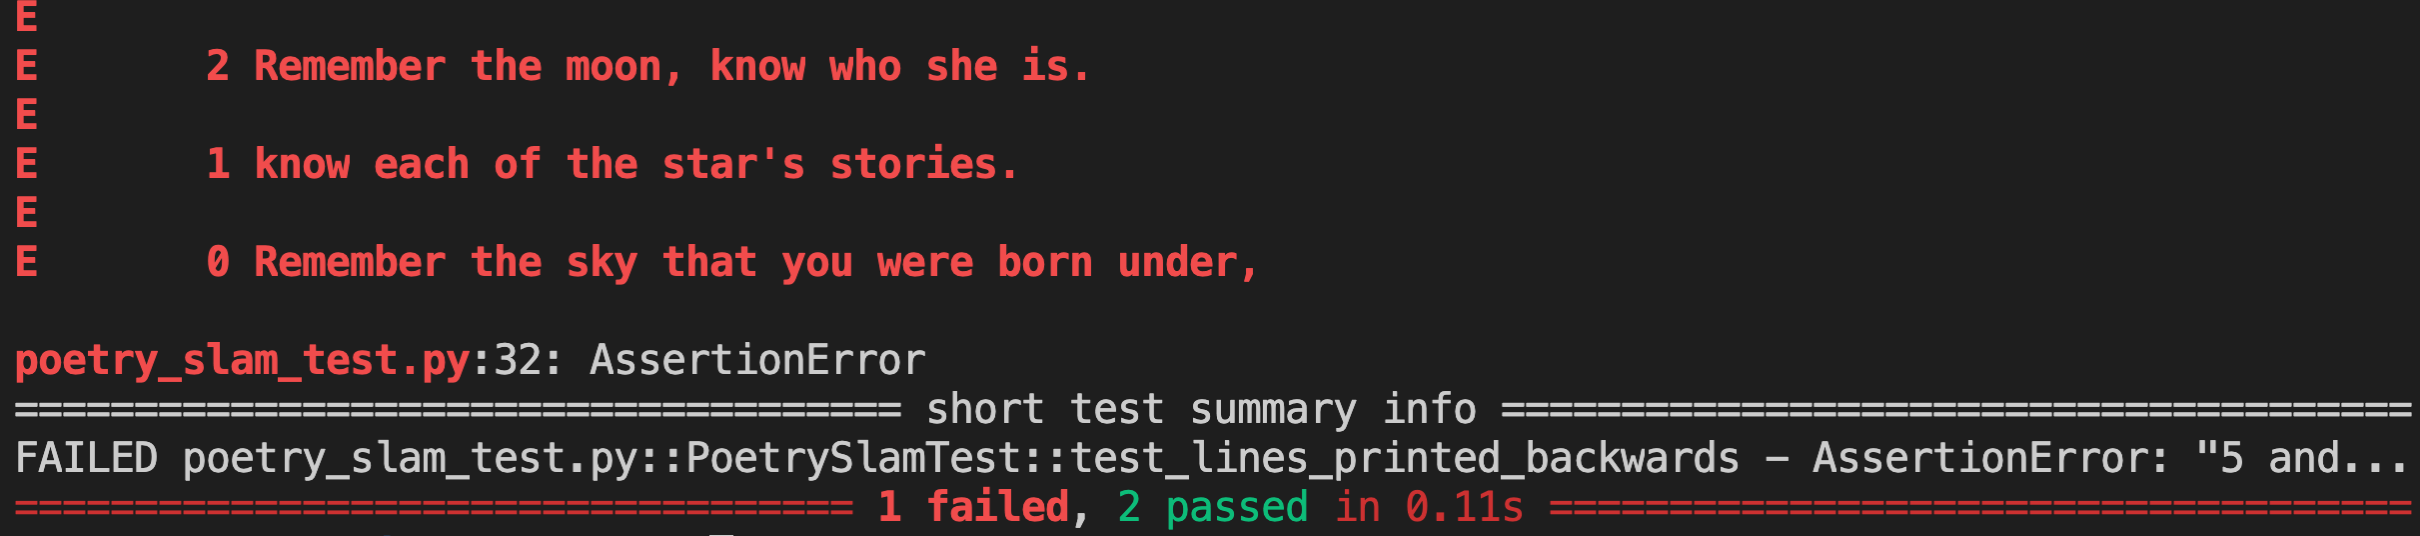 E
E       2 Remember the moon, know who she is.
E
E       1 know each of the star's stories.
E
E       0 Remember the sky that you were born under,
poetry_slam_test.py:32: AssertionError
===================================== short test summary info ======================================
FAILED poetry_slam_test.py::PoetrySlamTest::test_lines_printed_backwards - AssertionError: "5 and...
=================================== 1 failed, 2 passed in 0.11s ====================================